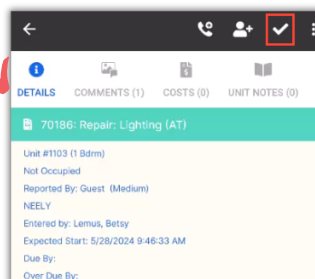 DETAILS COMMENTS (1) COSTS (0) UNIT NOTES (0)
70186: Repair: Lighting (AT)
Unit #1103 (1 Bdrm)
Not Occupied
Reported By: Guest (Medium)
NEELY
Entered by: Lemus, Betsy
Expected Start: 5/28/2024 9:46:33 AM
Due By:
Over Due By: